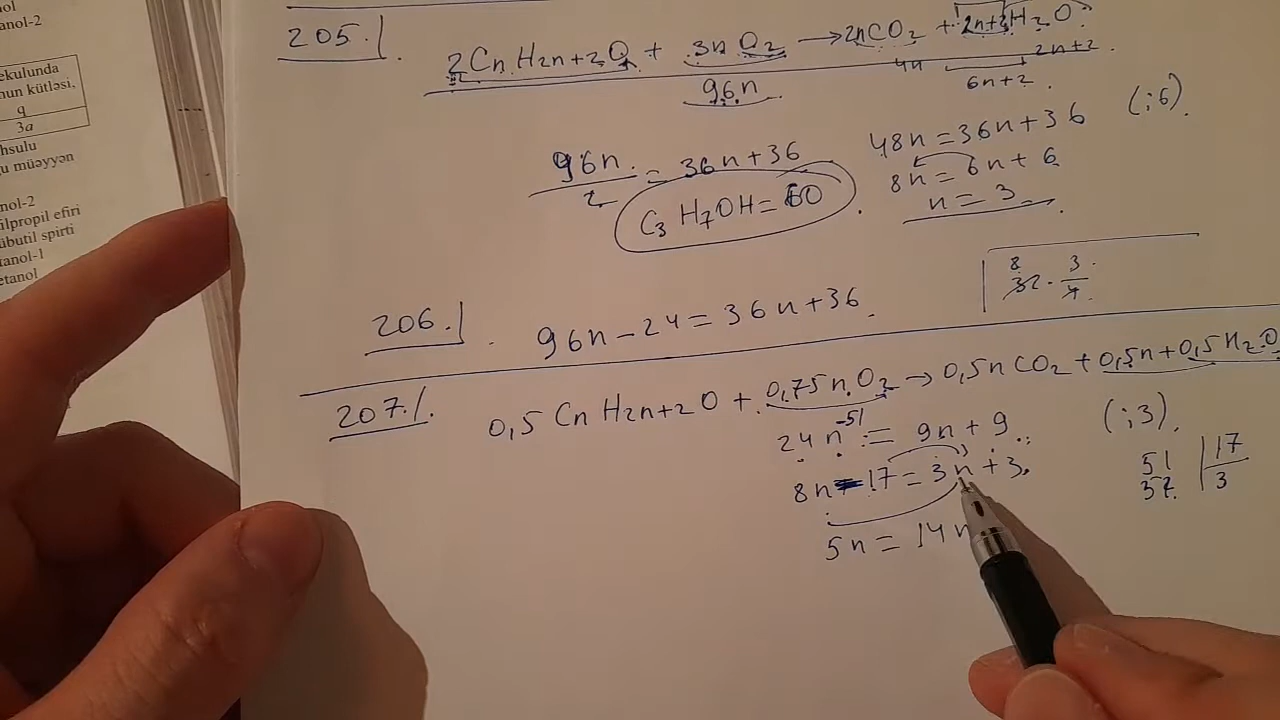 anol-2
ekulunda
nun kütləsi,
q
3a
hsulu
u müəyyən
nol-2
ilpropil efiri
übutil spirti
tanol-1
etanol
205. 2CnH2n+2O + 3nO2 → 2nCO2 + 2n+2H2O
4n 2n+2
96n 6n+2
96n/2 = 36n+36
48n=36n+36 (:6)
8n=6n+6
n=3
C3H7OH=60
206. 96n-24=36n+36
32·3/4
8
207. 0,5CnH2n+2O + 0,75nO2 → 0,5nCO2 + 0,5n+0,5H2O
24n-51 = 9n+9 (:3)
8n-17=3n+3
51 17
3
5n=14